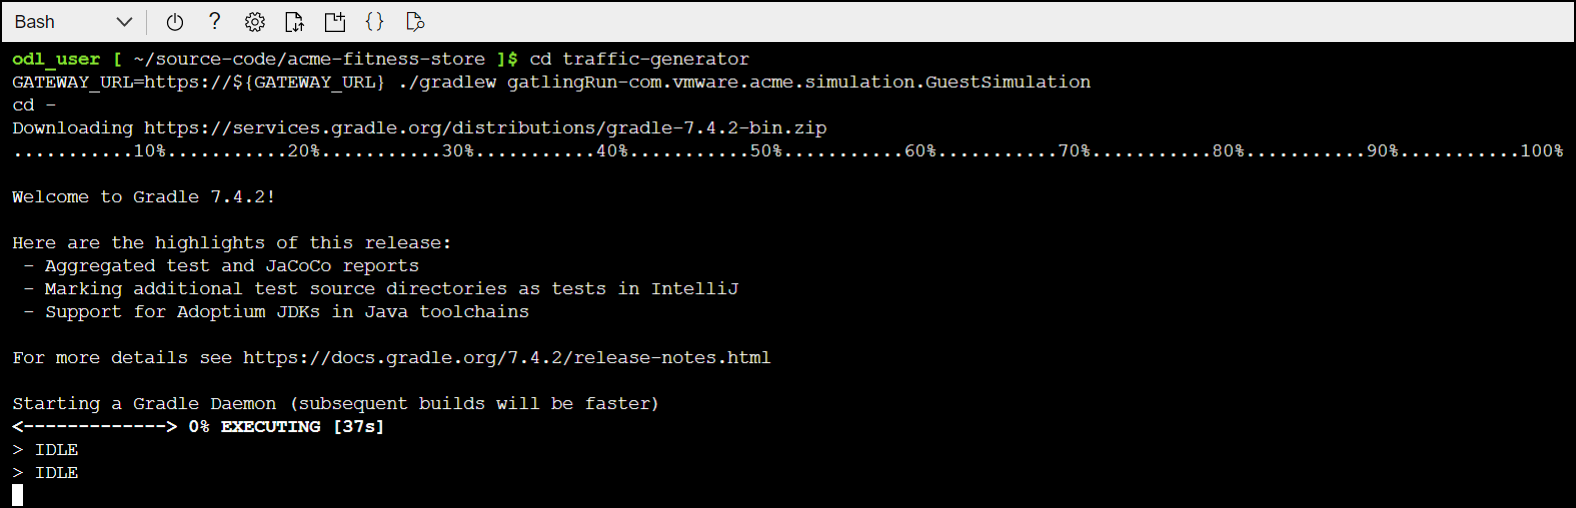 Bash
?
{}
odl_user [ ~/source-code/acme-fitness-store ]$ cd traffic-generator
GATEWAY_URL=https://${GATEWAY_URL} ./gradlew gatlingRun-com.vmware.acme.simulation.GuestSimulation
cd -
Downloading https://services.gradle.org/distributions/gradle-7.4.2-bin.zip
...........10%...........20%...........30%...........40%...........50%...........60%...........70%...........80%...........90%...........100%
Welcome to Gradle 7.4.2!
Here are the highlights of this release:
 - Aggregated test and JaCoCo reports
 - Marking additional test source directories as tests in IntelliJ
 - Support for Adoptium JDKs in Java toolchains
For more details see https://docs.gradle.org/7.4.2/release-notes.html
Starting a Gradle Daemon (subsequent builds will be faster)
<-------------> 0% EXECUTING [37s]
> IDLE
> IDLE